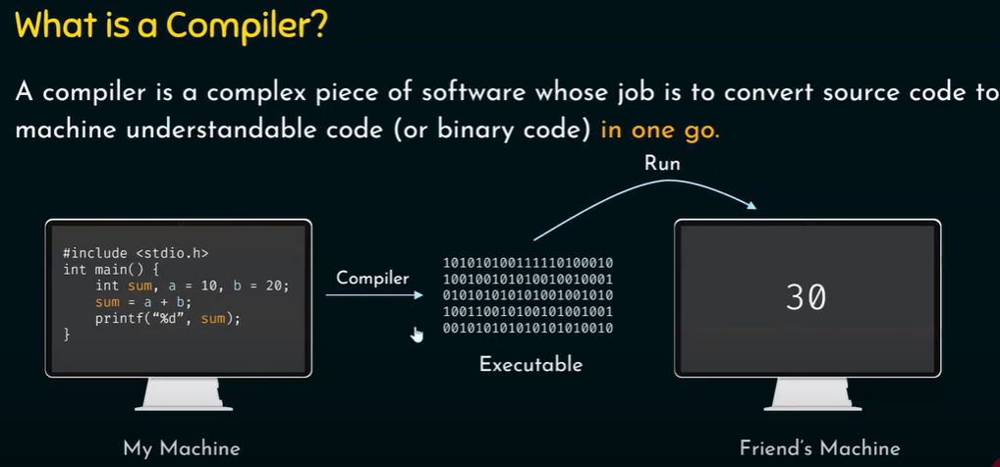 What is a Compiler?
A compiler is a complex piece of software whose job is to convert source code to
machine understandable code (or binary code) in one go.
Run
#include <stdio.h>
int main() {
    int sum, a = 10, b = 20;
    sum = a + b;
    printf(“%d”, sum);
}
Compiler
101010100111110100010
100100101010010010001
010101010101001001010
100110010100101001001
001010101010101010010
Executable
30
My Machine
Friend’s Machine